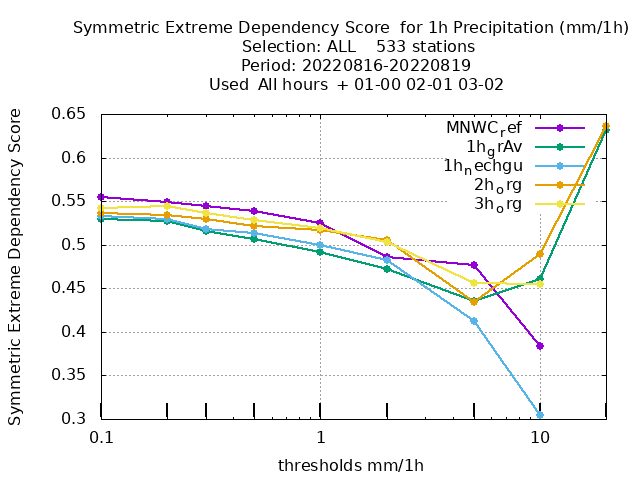 Symmetric Extreme Dependency Score  for 1h Precipitation (mm/1h)
Selection: ALL    533 stations
Period: 20220816-20220819
Used  All hours  + 01-00 02-01 03-02
Symmetric Extreme Dependency Score
0.65
0.6
0.55
0.5
0.45
0.4
0.35
0.3
MNWCref
1hgrAv
1hnechgu
2horg
3horg
0.1
1
10
thresholds mm/1h